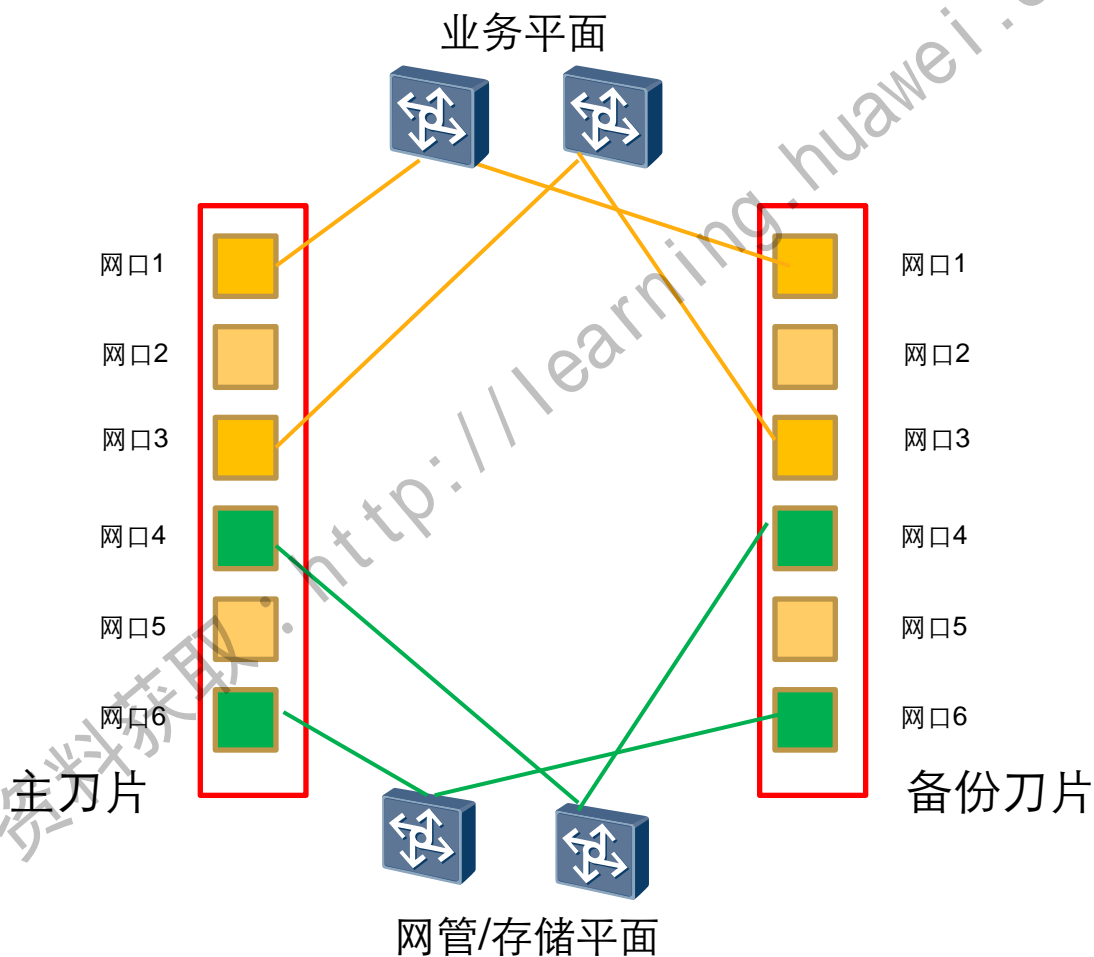 业务平面
网口1
网口1
网口2
网口2
网口3
网口3
网口4
网口4
网口5
网口5
网口6
网口6
主刀片
备份刀片
网管/存储平面
资料获取:http://learning.huawei.c